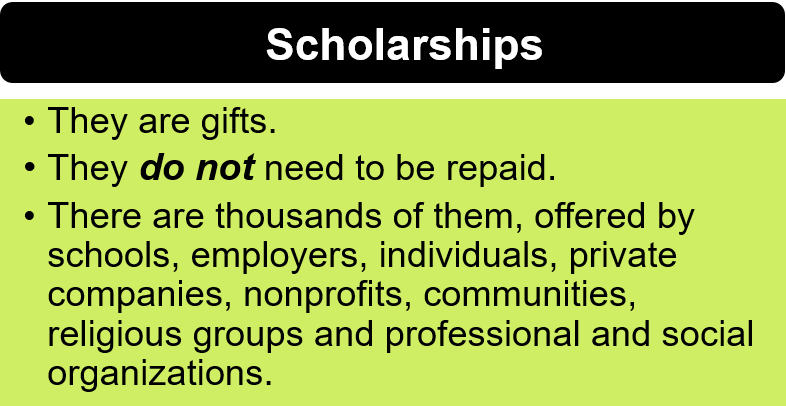 Scholarships
• They are gifts.
• They do not need to be repaid.
• There are thousands of them, offered by
schools, employers, individuals, private
companies, nonprofits, communities,
religious groups and professional and social
organizations.